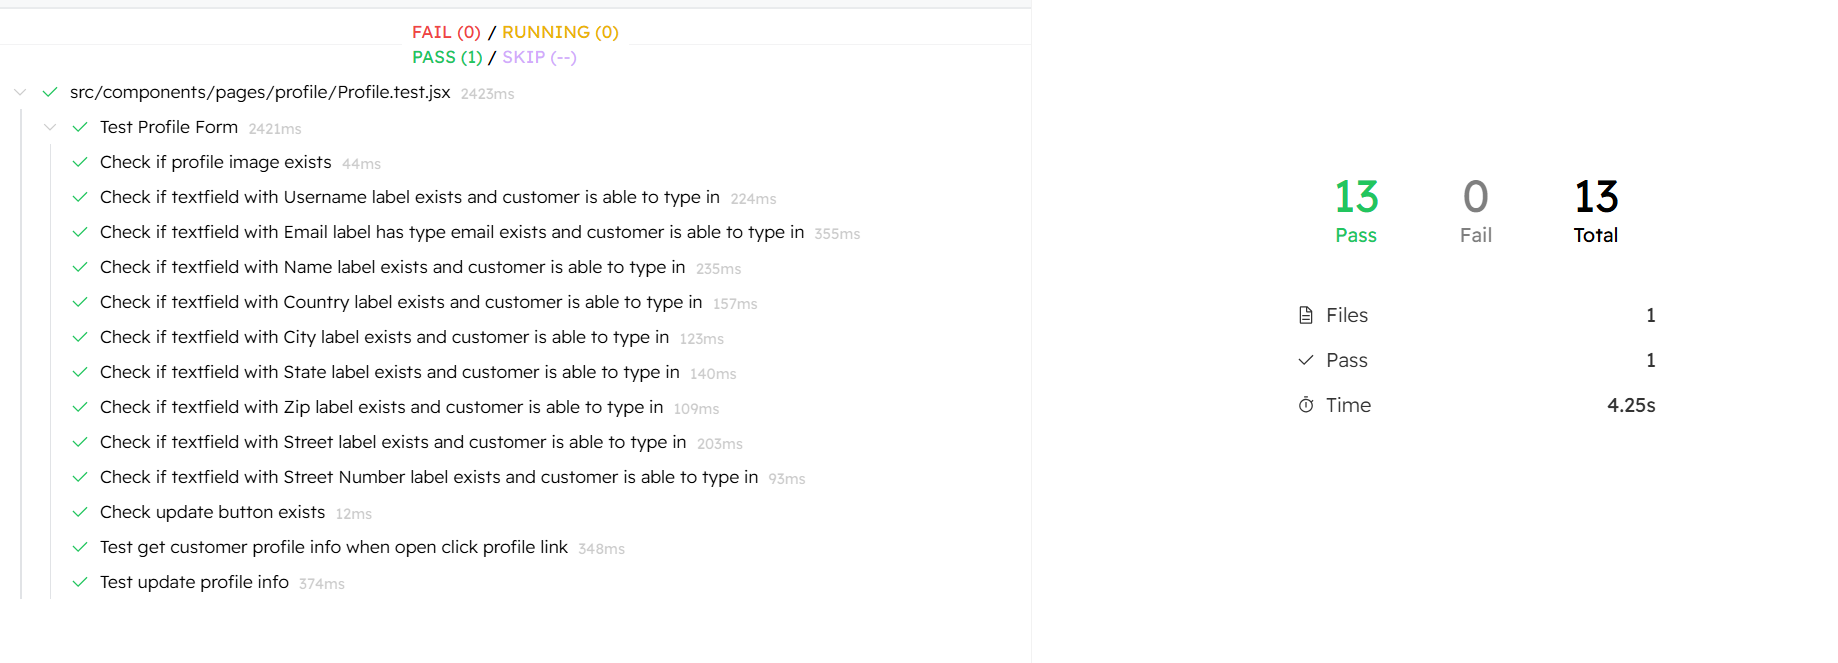 FAIL (0) / RUNNING (0)
PASS (1) / SKIP (--)
src/components/pages/profile/Profile.test.jsx 2423ms
Test Profile Form 2421ms
Check if profile image exists 44ms
Check if textfield with Username label exists and customer is able to type in 224ms
Check if textfield with Email label has type email exists and customer is able to type in 355ms
Check if textfield with Name label exists and customer is able to type in 235ms
Check if textfield with Country label exists and customer is able to type in 157ms
Check if textfield with City label exists and customer is able to type in 123ms
Check if textfield with State label exists and customer is able to type in 140ms
Check if textfield with Zip label exists and customer is able to type in 109ms
Check if textfield with Street label exists and customer is able to type in 203ms
Check if textfield with Street Number label exists and customer is able to type in 93ms
Check update button exists 12ms
Test get customer profile info when open click profile link 348ms
Test update profile info 374ms
13 0 13
Pass Fail Total
Files 1
Pass 1
Time 4.25s